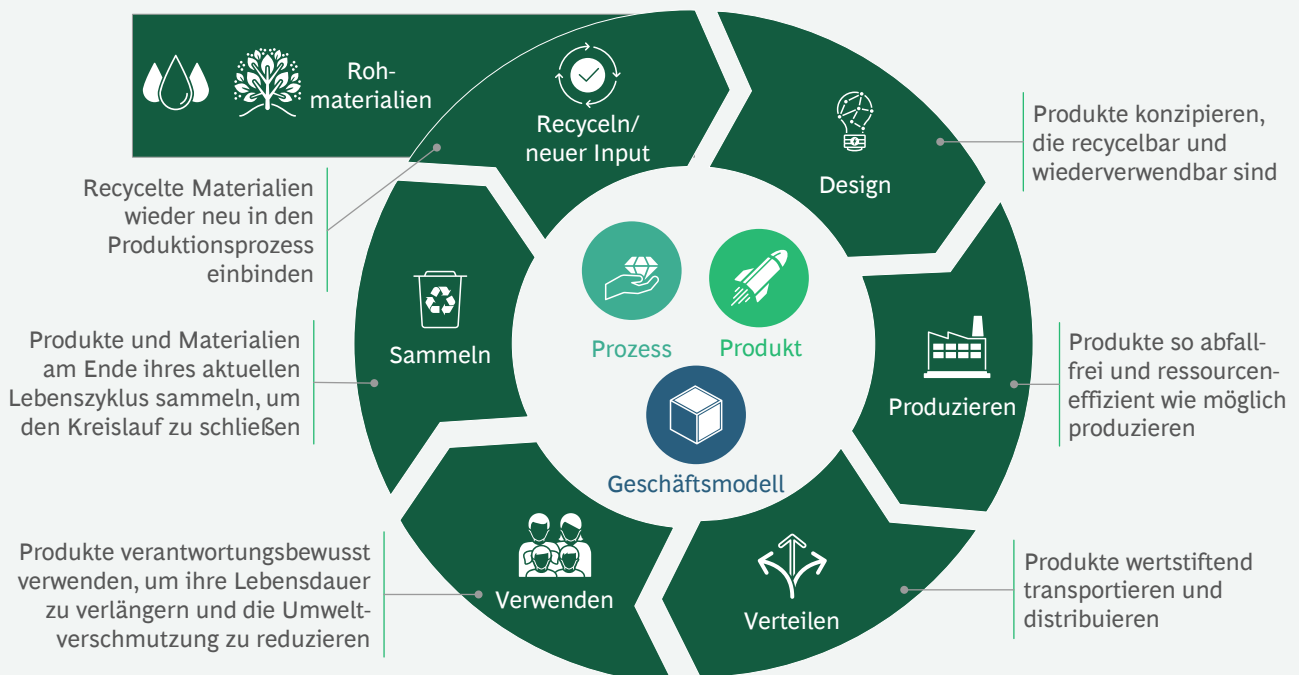 Roh-
materialien
Recyceln/
neuer Input
Design
Produkte konzipieren,
die recycelbar und
wiederverwendbar sind
Recycelte Materialien
wieder neu in den
Produktionsprozess
einbinden
Prozess
Produkt
Geschäftsmodell
Sammeln
Produkte und Materialien
am Ende ihres aktuellen
Lebenszyklus sammeln, um
den Kreislauf zu schließen
Produzieren
Produkte so abfall-
frei und ressourcen-
effizient wie möglich
produzieren
Verwenden
Produkte verantwortungsbewusst
verwenden, um ihre Lebensdauer
zu verlängern und die Umwelt-
verschmutzung zu reduzieren
Verteilen
Produkte wertstiftend
transportieren und
distribuieren